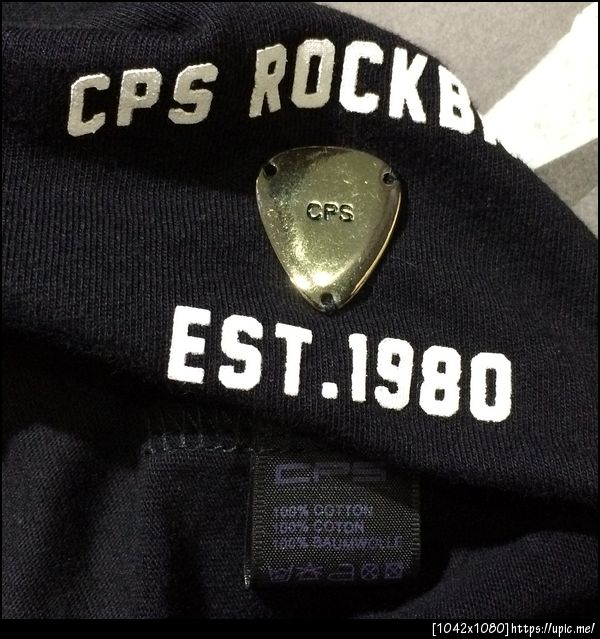 CPS ROCKB
CPS
EST.1980
CPS
100% COTTON
100% COTON
100% BAUMWOLLE
[1042x1080]https://upic.me/